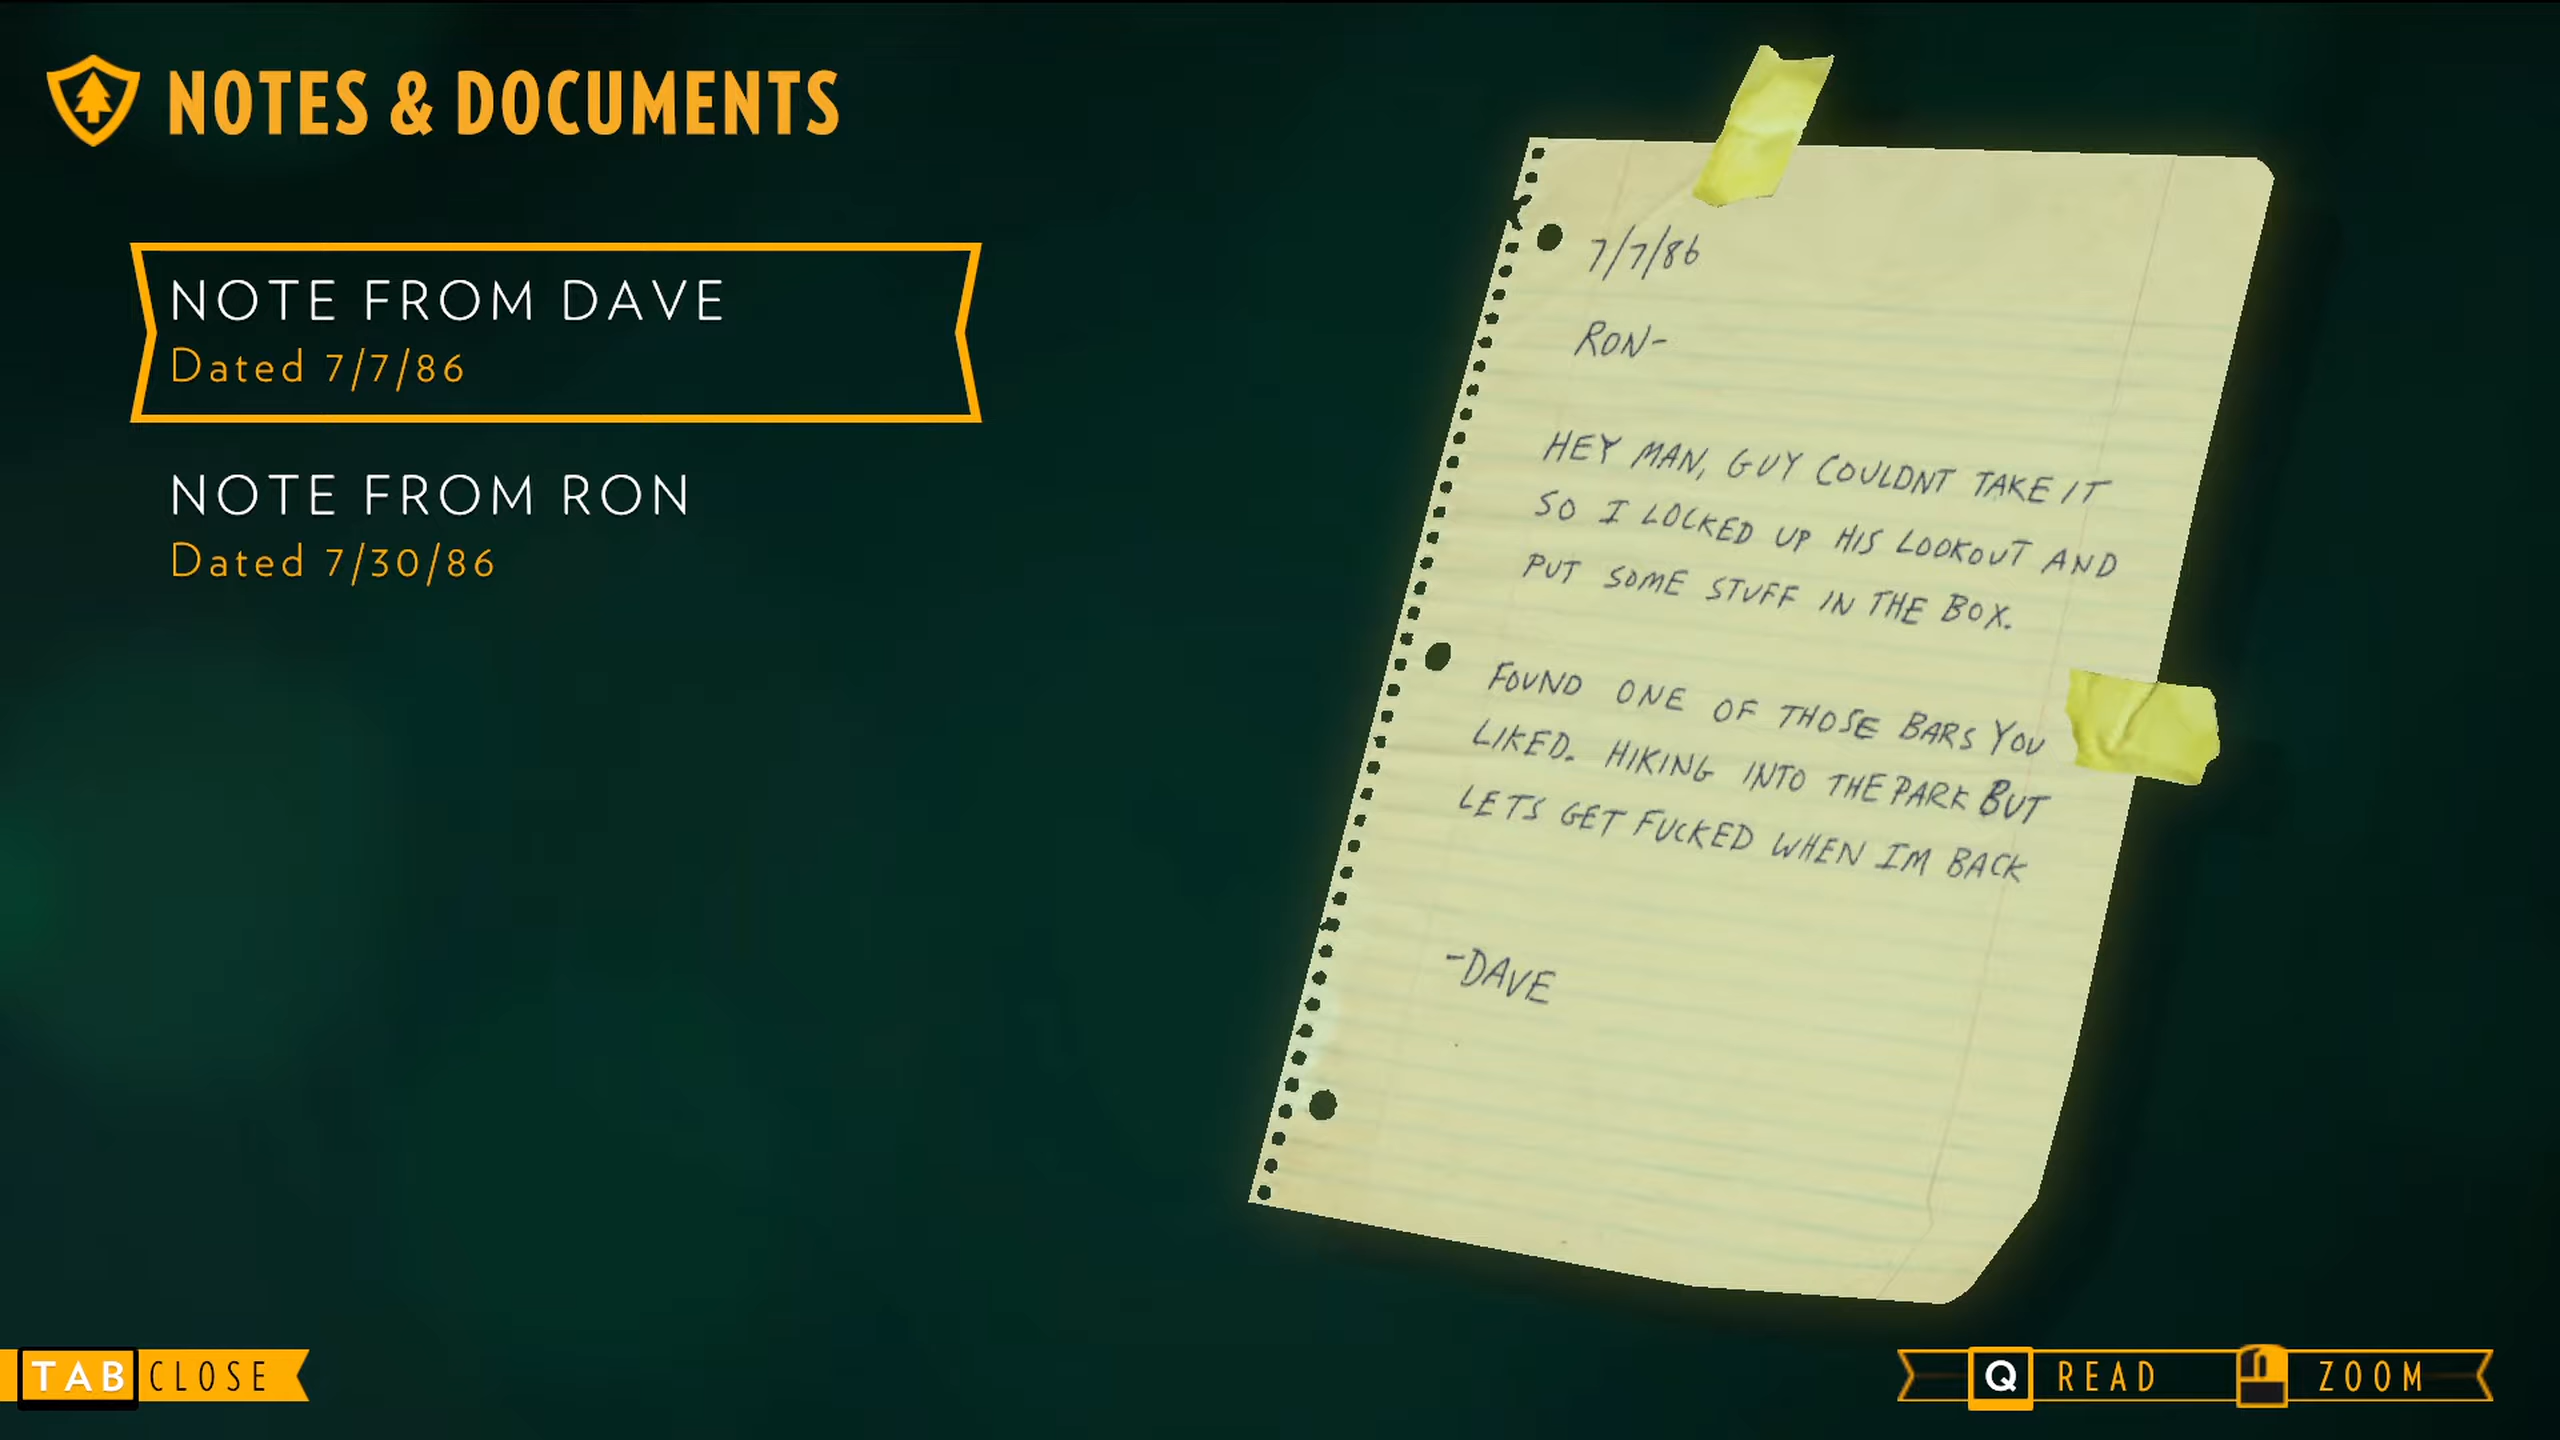 NOTES & DOCUMENTS
NOTE FROM DAVE
Dated 7/7/86
NOTE FROM RON
Dated 7/30/86
7/7/86
RON-
HEY MAN, GUY COULDNT TAKE IT
SO I LOCKED UP HIS LOOKOUT AND
PUT SOME STUFF IN THE BOX.
FOUND ONE OF THOSE BARS YOU
LIKED. HIKING INTO THE PARK BUT
LETS GET FUCKED WHEN IM BACK
-DAVE
TAB CLOSE
Q READ ZOOM